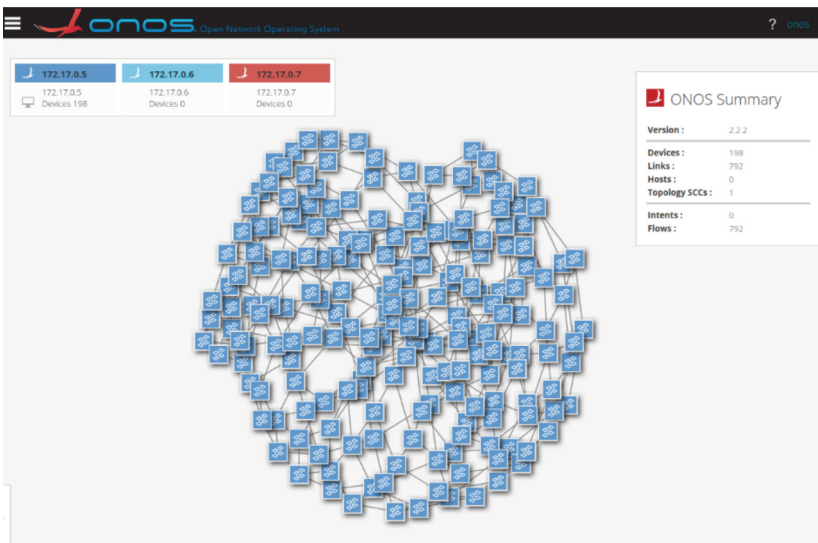 onos Open Network Operating System
? onos
172.17.0.5 172.17.0.6 172.17.0.7
172.17.0.5 172.17.0.6 172.17.0.7
Devices 198 Devices 0 Devices 0
ONOS Summary
Version : 2.2.2
Devices : 198
Links : 792
Hosts : 0
Topology SCCs : 1
Intents : 0
Flows : 792